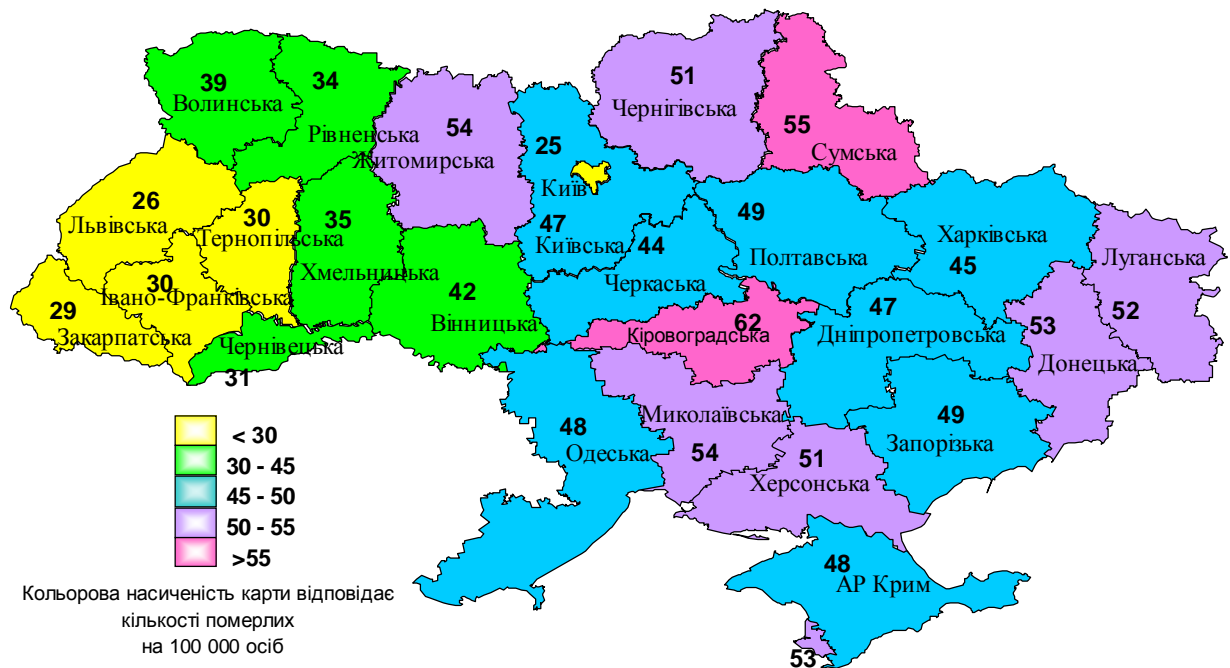 39
Волинська
34
Рівненська
54
Житомирська
25
Київ
47
Київська
51
Чернігівська
55
Сумська
26
Львівська
30
Тернопільська
35
Хмельницька
44
Черкаська
49
Полтавська
Харківська
45
Луганська
52
29
Закарпатська
30
Івано-Франківська
Чернівецька
31
42
Вінницька
62
Кіровоградська
47
Дніпропетровська
53
Донецька
48
Одеська
Миколаївська
54
51
Херсонська
49
Запорізька
48
АР Крим
53
< 30
30 - 45
45 - 50
50 - 55
>55
Кольорова насиченість карти відповідає
кількості померлих
на 100 000 осіб